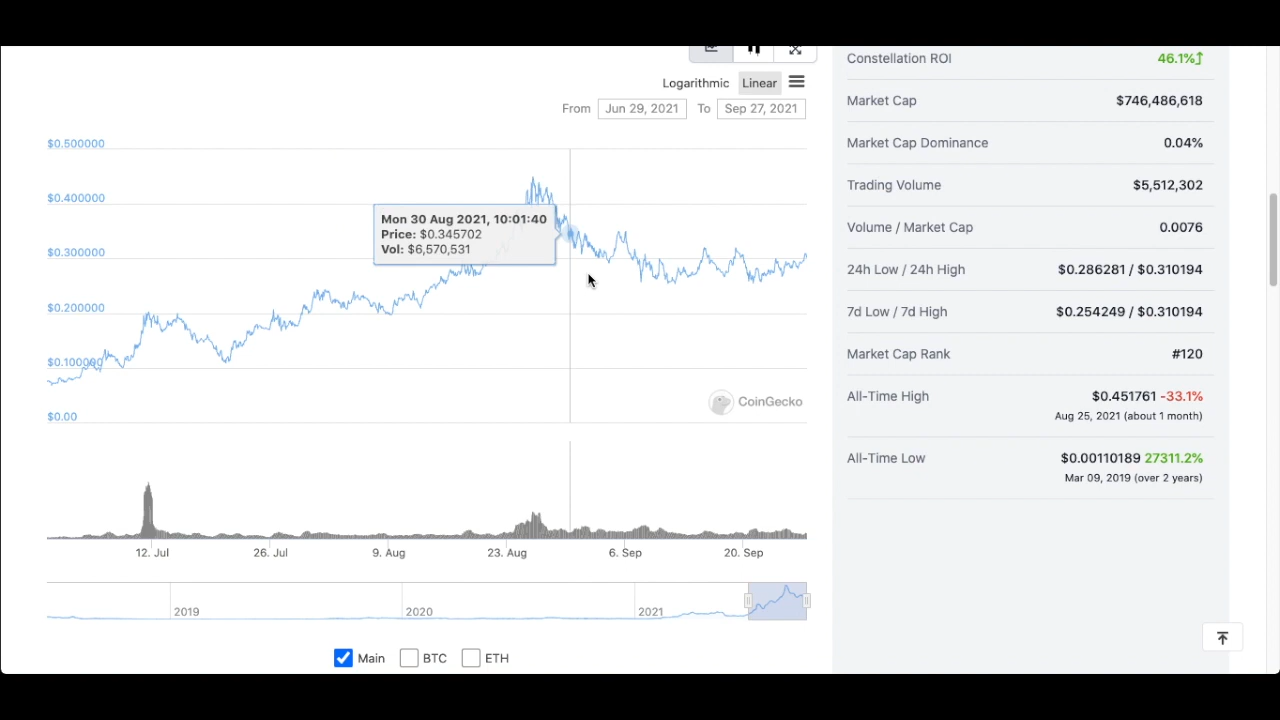 Logarithmic Linear
From Jun 29, 2021 To Sep 27, 2021
$0.500000
$0.400000
$0.300000
$0.200000
$0.100000
$0.00
Mon 30 Aug 2021, 10:01:40
Price: $0.345702
Vol: $6,570,531
CoinGecko
12. Jul 26. Jul 9. Aug 23. Aug 6. Sep 20. Sep
2019 2020 2021
Main BTC ETH
Constellation ROI 46.1%
Market Cap $746,486,618
Market Cap Dominance 0.04%
Trading Volume $5,512,302
Volume / Market Cap 0.0076
24h Low / 24h High $0.286281 / $0.310194
7d Low / 7d High $0.254249 / $0.310194
Market Cap Rank #120
All-Time High $0.451761 -33.1%
Aug 25, 2021 (about 1 month)
All-Time Low $0.00110189 27311.2%
Mar 09, 2019 (over 2 years)